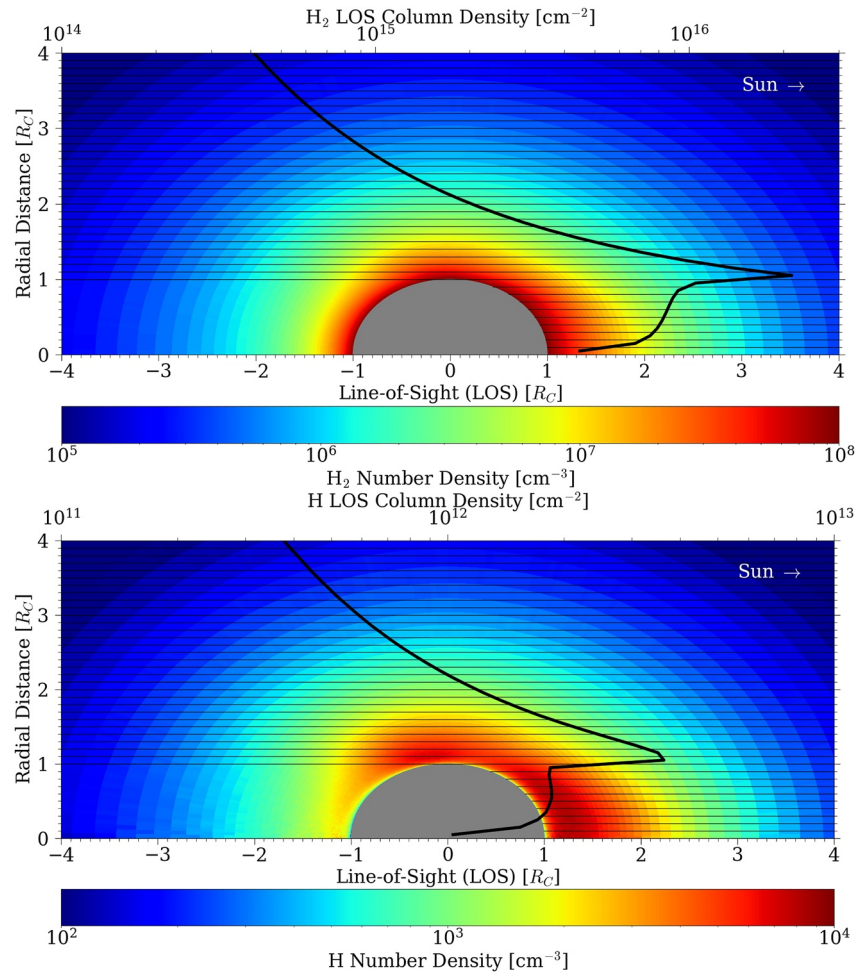 H₂ LOS Column Density [cm⁻²]
10¹⁴ 10¹⁵ 10¹⁶
Sun →
Radial Distance [R_C]
4
3
2
1
0
−4 −3 −2 −1 0 1 2 3 4
Line-of-Sight (LOS) [R_C]
10⁵ 10⁶ 10⁷ 10⁸
H₂ Number Density [cm⁻³]
H LOS Column Density [cm⁻²]
10¹¹ 10¹² 10¹³
Sun →
Radial Distance [R_C]
4
3
2
1
0
−4 −3 −2 −1 0 1 2 3 4
Line-of-Sight (LOS) [R_C]
10² 10³ 10⁴
H Number Density [cm⁻³]